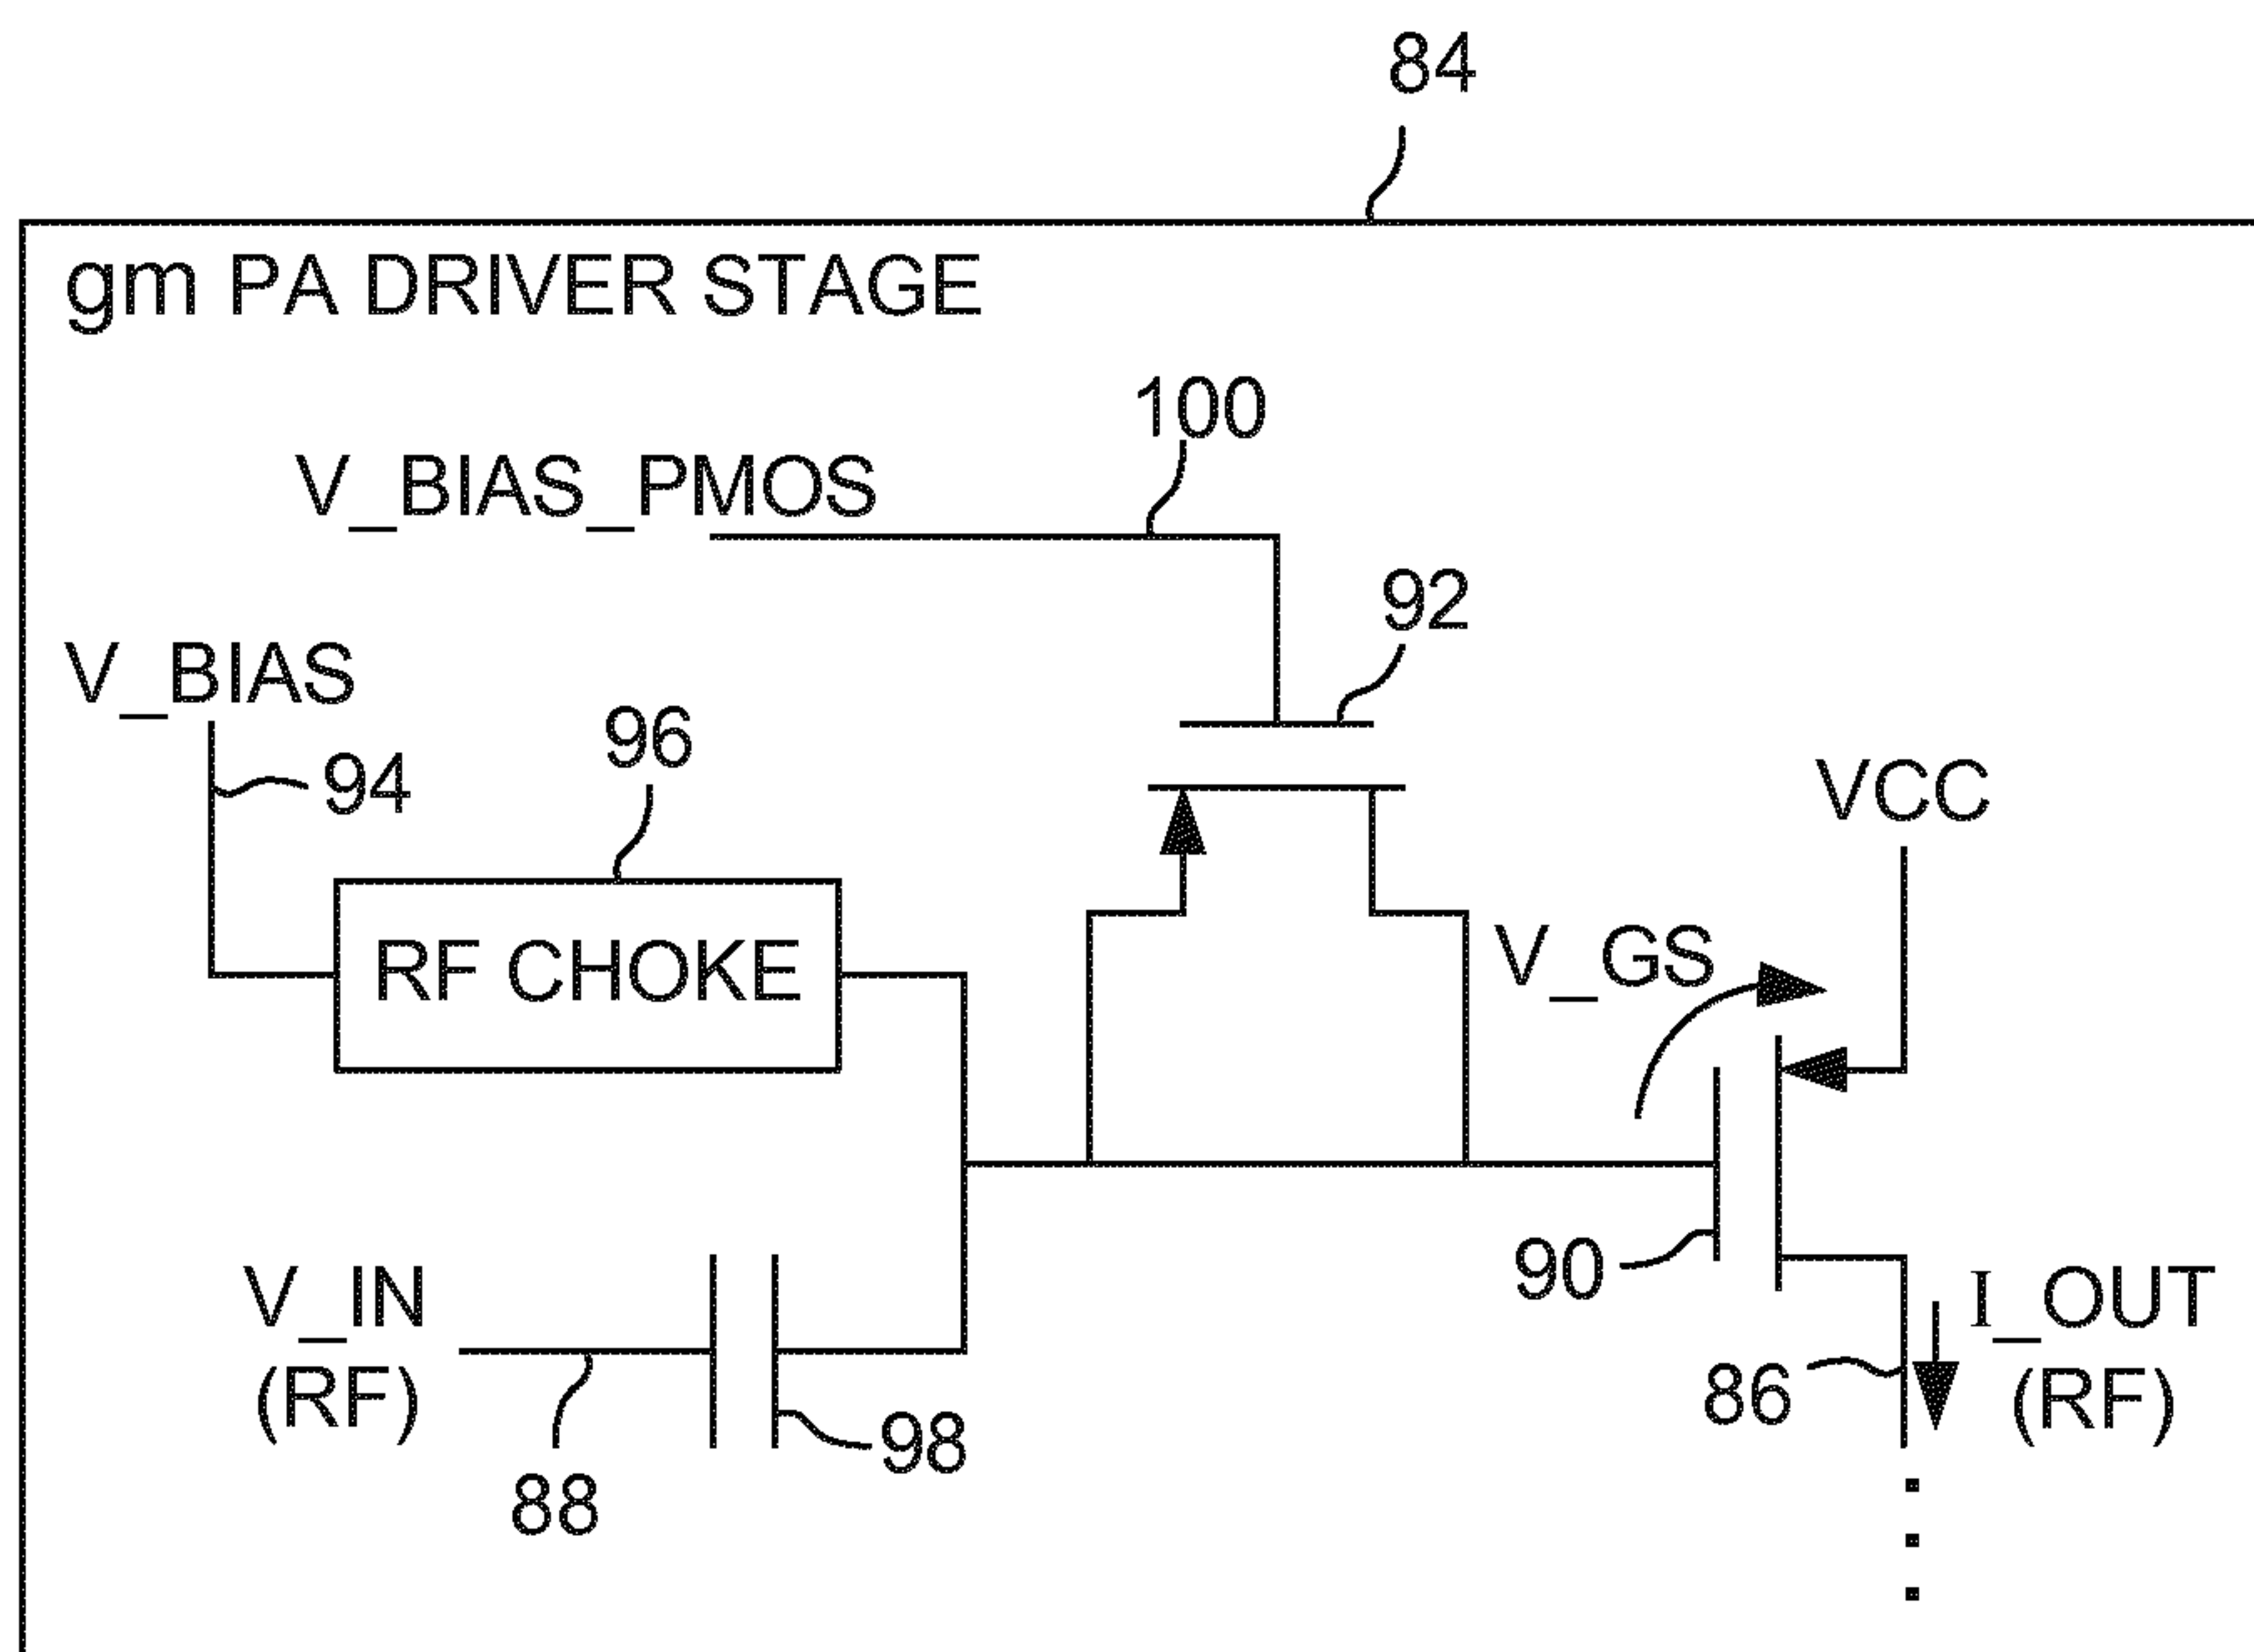 84
gm PA DRIVER STAGE
100
V_BIAS_PMOS
92
V_BIAS
96
94
VCC
RF CHOKE
V_GS
90
V_IN
(RF)
I_OUT
(RF)
86
98
88